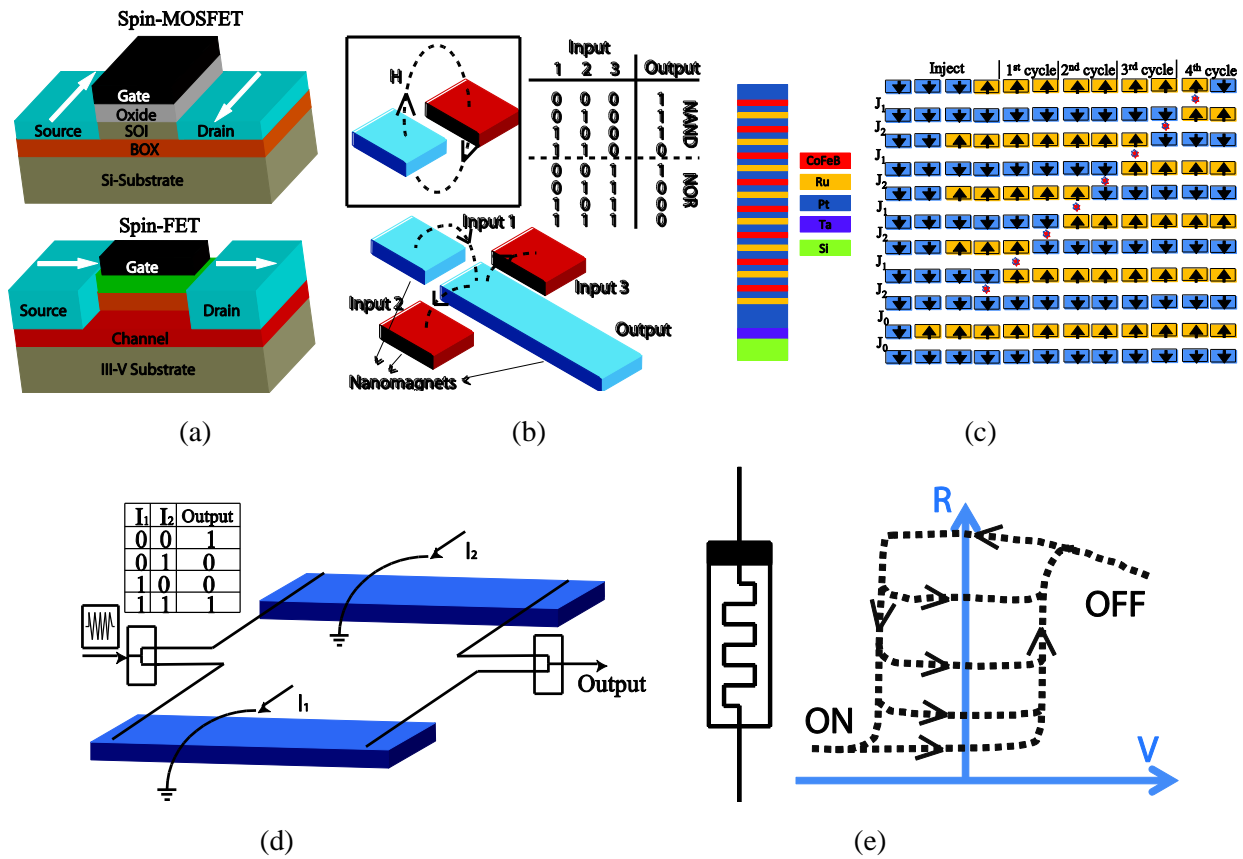 Spin-MOSFET
Gate
Oxide
Source
SOI
Drain
BOX
Si-Substrate
Spin-FET
Gate
Source
Drain
Channel
III-V Substrate
(a)
H
Input
1 2 3 Output
0 0 0 1
0 1 0 1
1 0 0 1
1 1 0 0
NAND
0 0 1 1
0 1 1 0
1 0 1 0
1 1 1 0
NOR
Input 1
Input 2
Input 3
Output
Nanomagnets
(b)
CoFeB
Ru
Pt
Ta
Si
Inject 1st cycle 2nd cycle 3rd cycle 4th cycle
J1
J2
J1
J2
J1
J2
J1
J2
J0
J0
(c)
I1 I2 Output
0 0 1
0 1 0
1 0 0
1 1 1
I2
I1
Output
(d)
R
OFF
ON
V
(e)